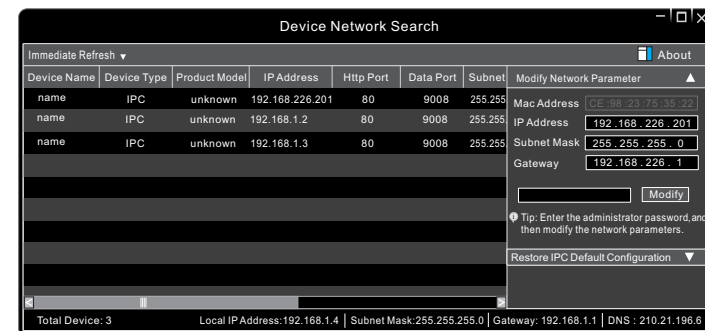 Device Network Search
Immediate Refresh
About
Device Name Device Type Product Model IP Address Http Port Data Port Subnet
name IPC unknown 192.168.226.201 80 9008 255.255
name IPC unknown 192.168.1.2 80 9008 255.255.
name IPC unknown 192.168.1.3 80 9008 255.255.
Modify Network Parameter
Mac Address CE :98 :23 :75 :35 :22
IP Address 192 .168 . 226 . 201
Subnet Mask 255 . 255 . 255 . 0
Gateway 192 .168 . 226 . 1
Modify
Tip: Enter the administrator password,and
then modify the network parameters.
Restore IPC Default Configuration
Total Device: 3 Local IP Address:192.168.1.4 Subnet Mask:255.255.255.0 Gateway: 192.168.1.1 DNS : 210.21.196.6